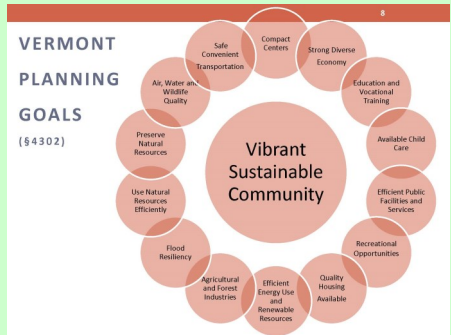 8
VERMONT
PLANNING
GOALS
(§4302)
Compact
Centers
Strong Diverse
Economy
Education and
Vocational
Training
Available Child
Care
Efficient Public
Facilities and
Services
Recreational
Opportunities
Quality
Housing
Available
Efficient
Energy Use
and
Renewable
Resources
Agricultural
and Forest
Industries
Flood
Resiliency
Use Natural
Resources
Efficiently
Preserve
Natural
Resources
Air, Water and
Wildlife
Quality
Safe
Convenient
Transportation
Vibrant
Sustainable
Community